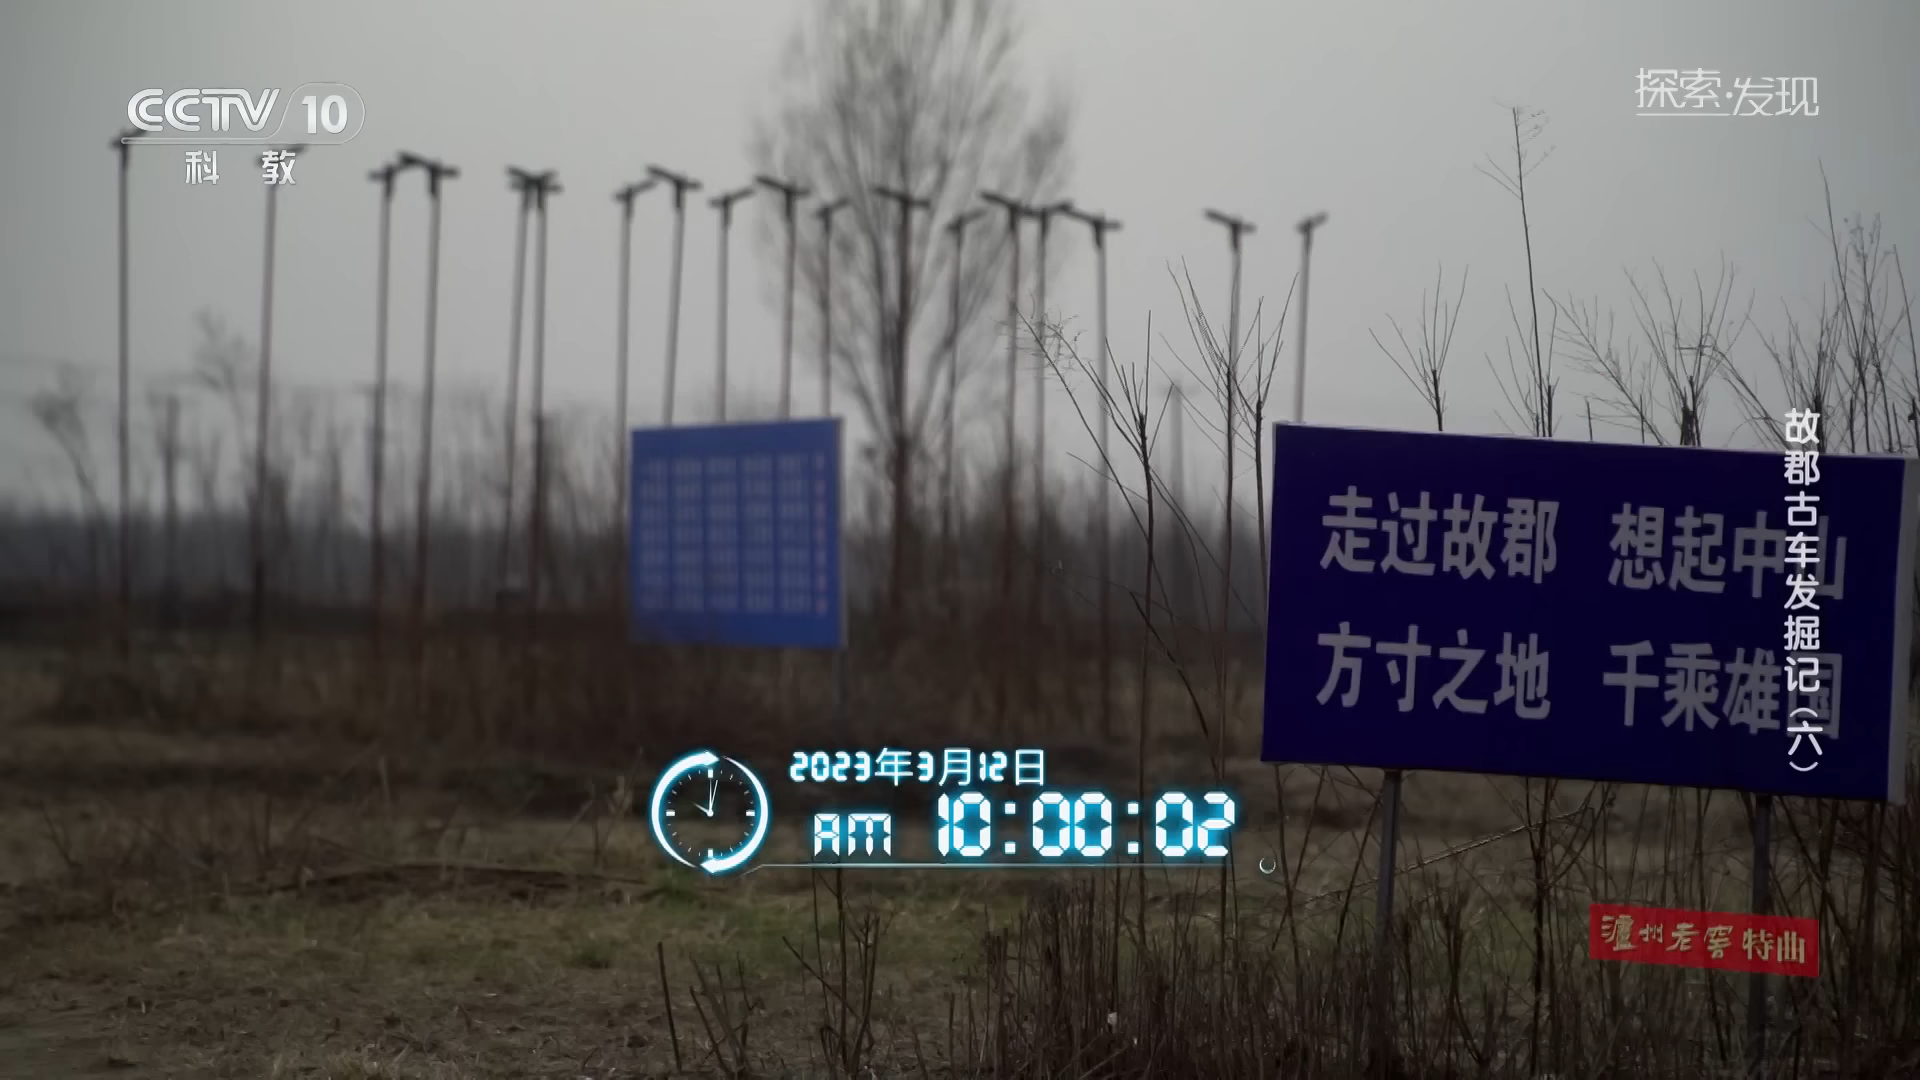 CCTV 10
科 教
探索·发现
故郡古车发掘记（六）
走过故郡 想起中山
方寸之地 千乘雄国
2023年3月12日
AM 10:00:02
泸州老窖 特曲